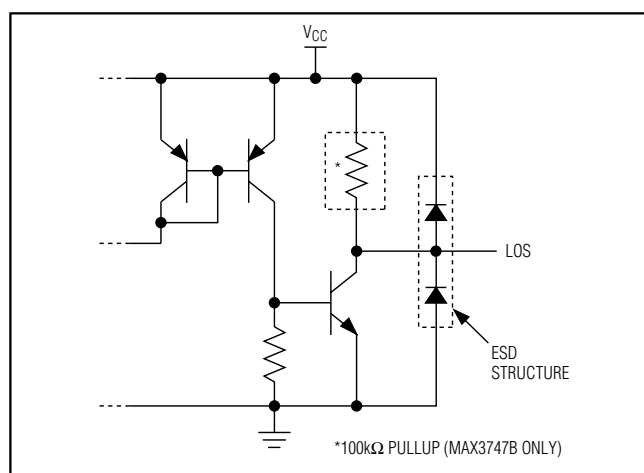 VCC
*
LOS
ESD
STRUCTURE
*100kΩ PULLUP (MAX3747B ONLY)